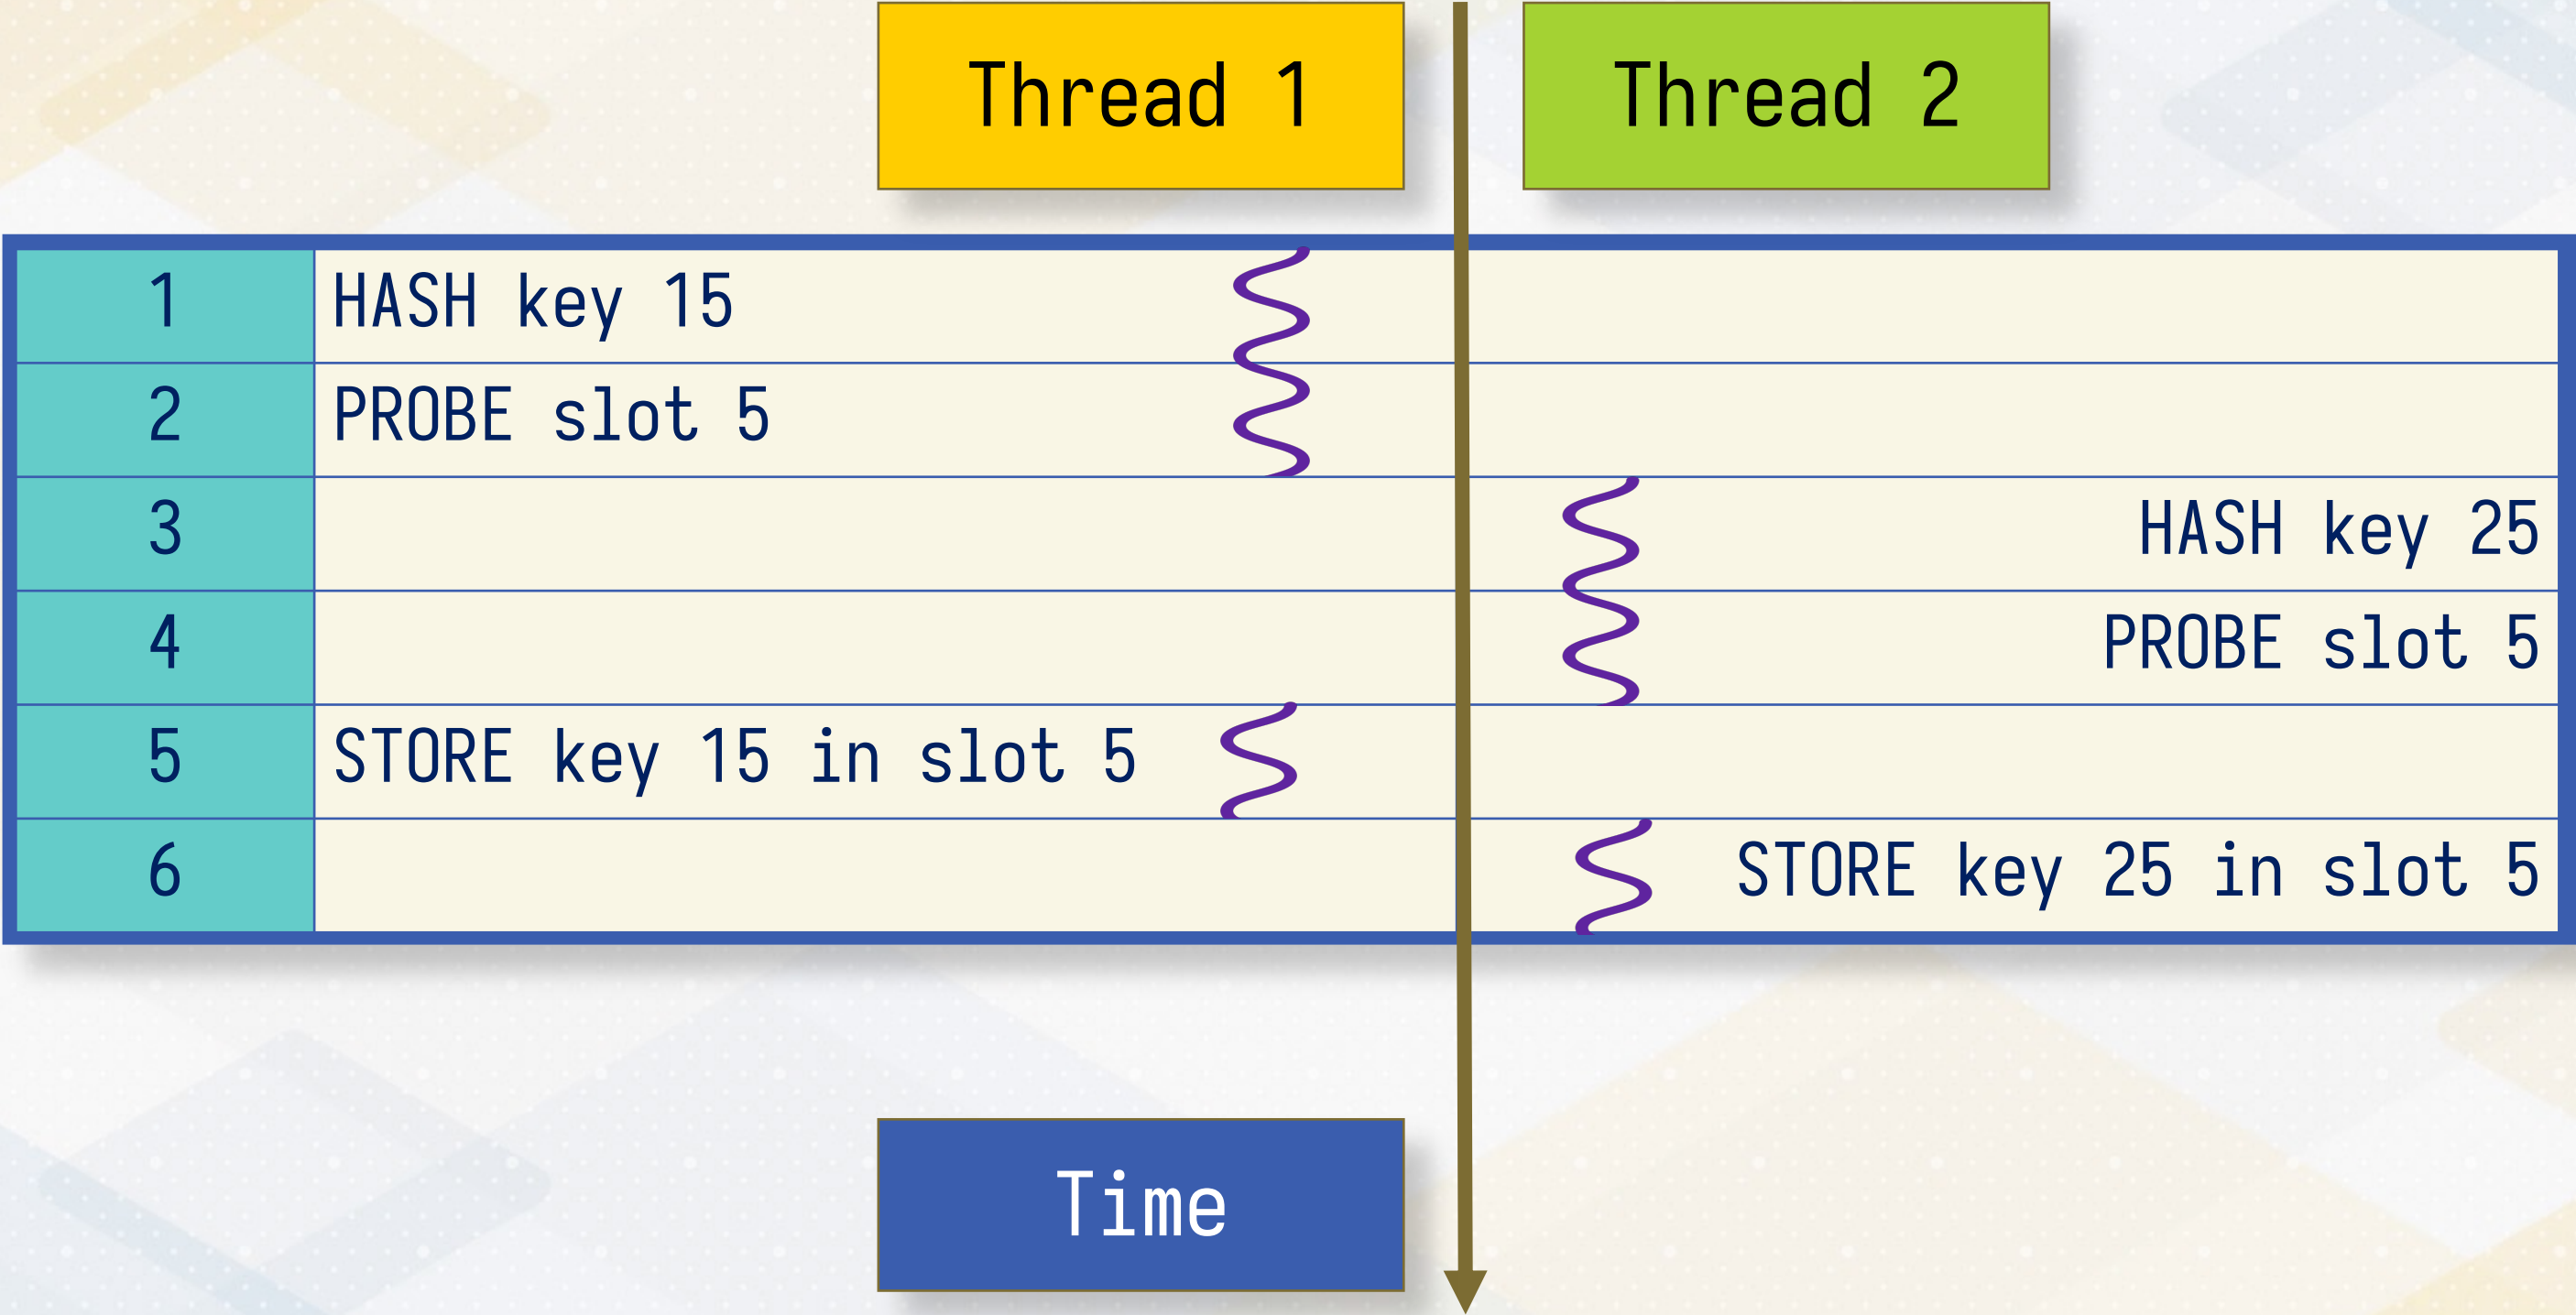 Thread 1
Thread 2
1 HASH key 15
2 PROBE slot 5
3 HASH key 25
4 PROBE slot 5
5 STORE key 15 in slot 5
6 STORE key 25 in slot 5
Time